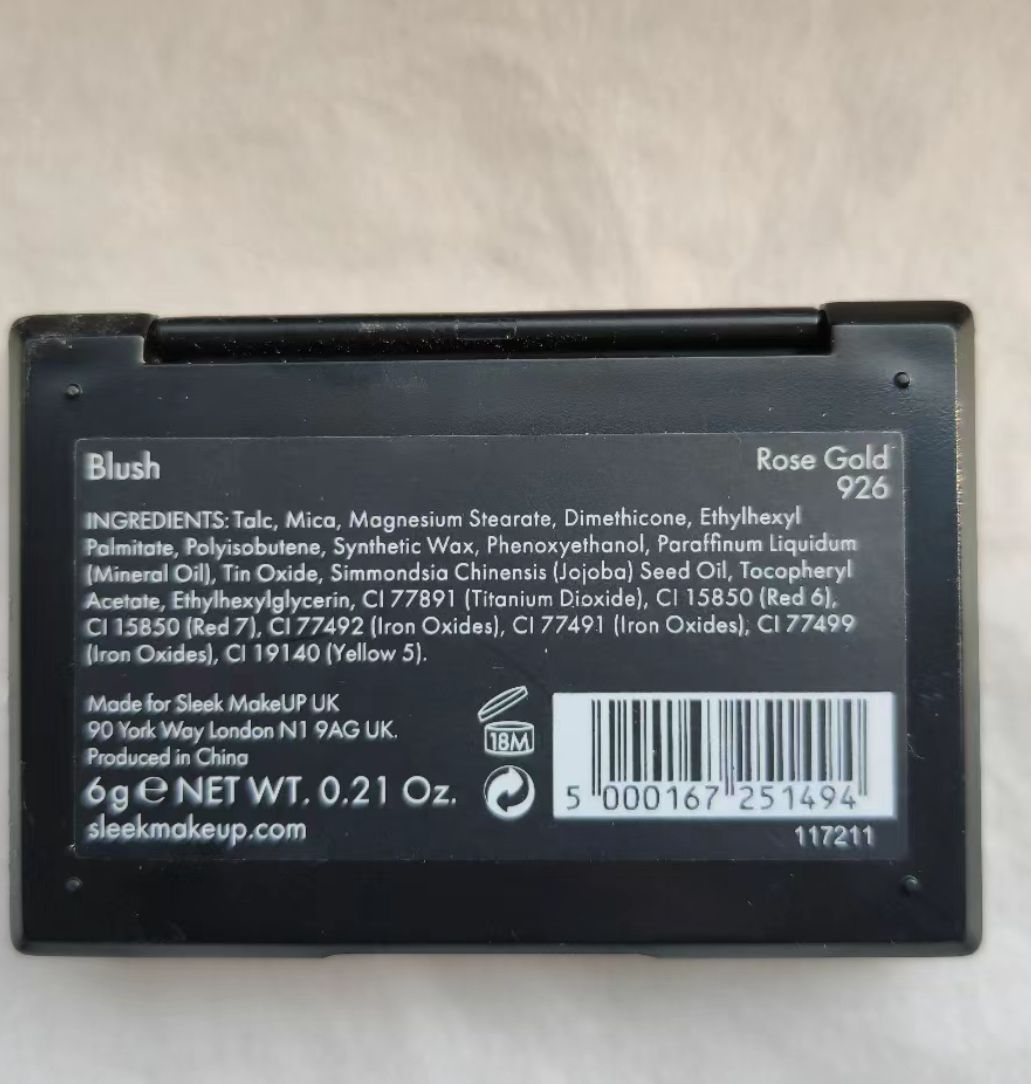 Blush
Rose Gold
926
INGREDIENTS: Talc, Mica, Magnesium Stearate, Dimethicone, Ethylhexyl
Palmitate, Polyisobutene, Synthetic Wax, Phenoxyethanol, Paraffinum Liquidum
(Mineral Oil), Tin Oxide, Simmondsia Chinensis (Jojoba) Seed Oil, Tocopheryl
Acetate, Ethylhexylglycerin, CI 77891 (Titanium Dioxide), CI 15850 (Red 6),
CI 15850 (Red 7), CI 77492 (Iron Oxides), CI 77491 (Iron Oxides), CI 77499
(Iron Oxides), CI 19140 (Yellow 5).
Made for Sleek MakeUP UK
90 York Way London N1 9AG UK.
Produced in China
6g e NET WT. 0.21 Oz.
sleekmakeup.com
18M
5 000167 251494
117211